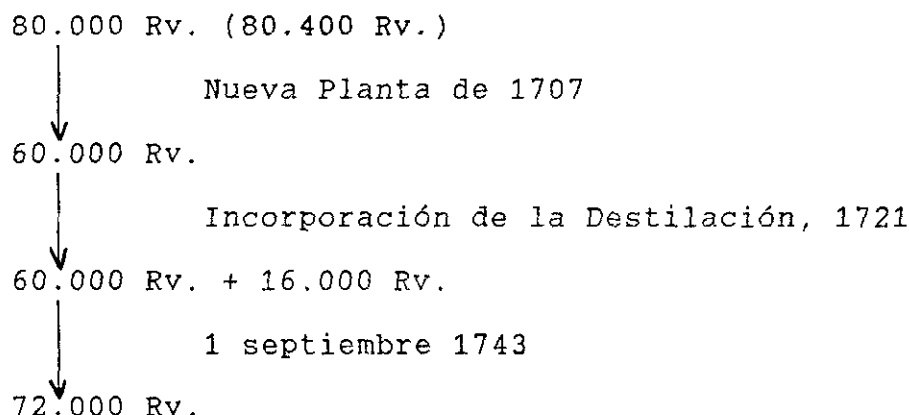 80.000 Rv. (80.400 Rv.)
Nueva Planta de 1707
60.000 Rv.
Incorporación de la Destilación, 1721
60.000 Rv. + 16.000 Rv.
1 septiembre 1743
72.000 Rv.